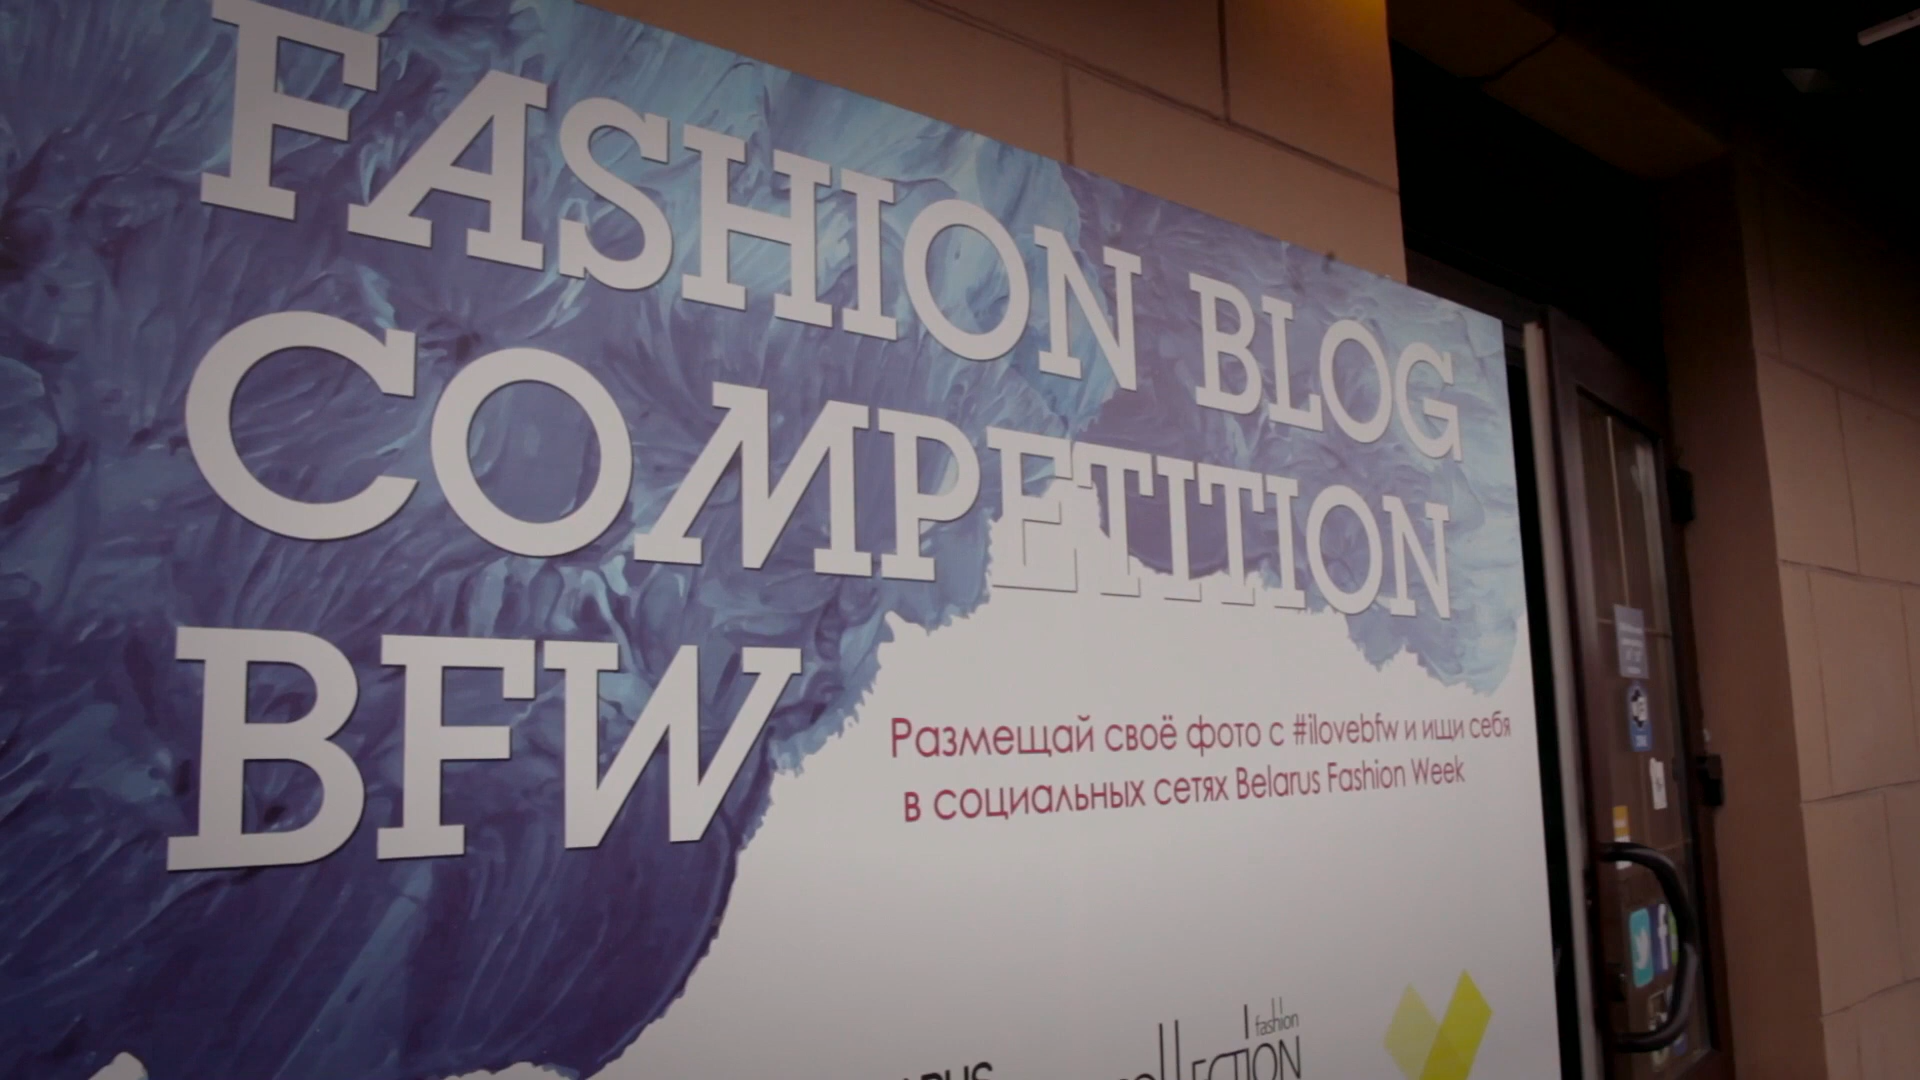 FASHION BLOG
COMPETITION
BFW
Размещай своё фото с #ilovebfw и ищи себя
в социальных сетях Belarus Fashion Week
fashion